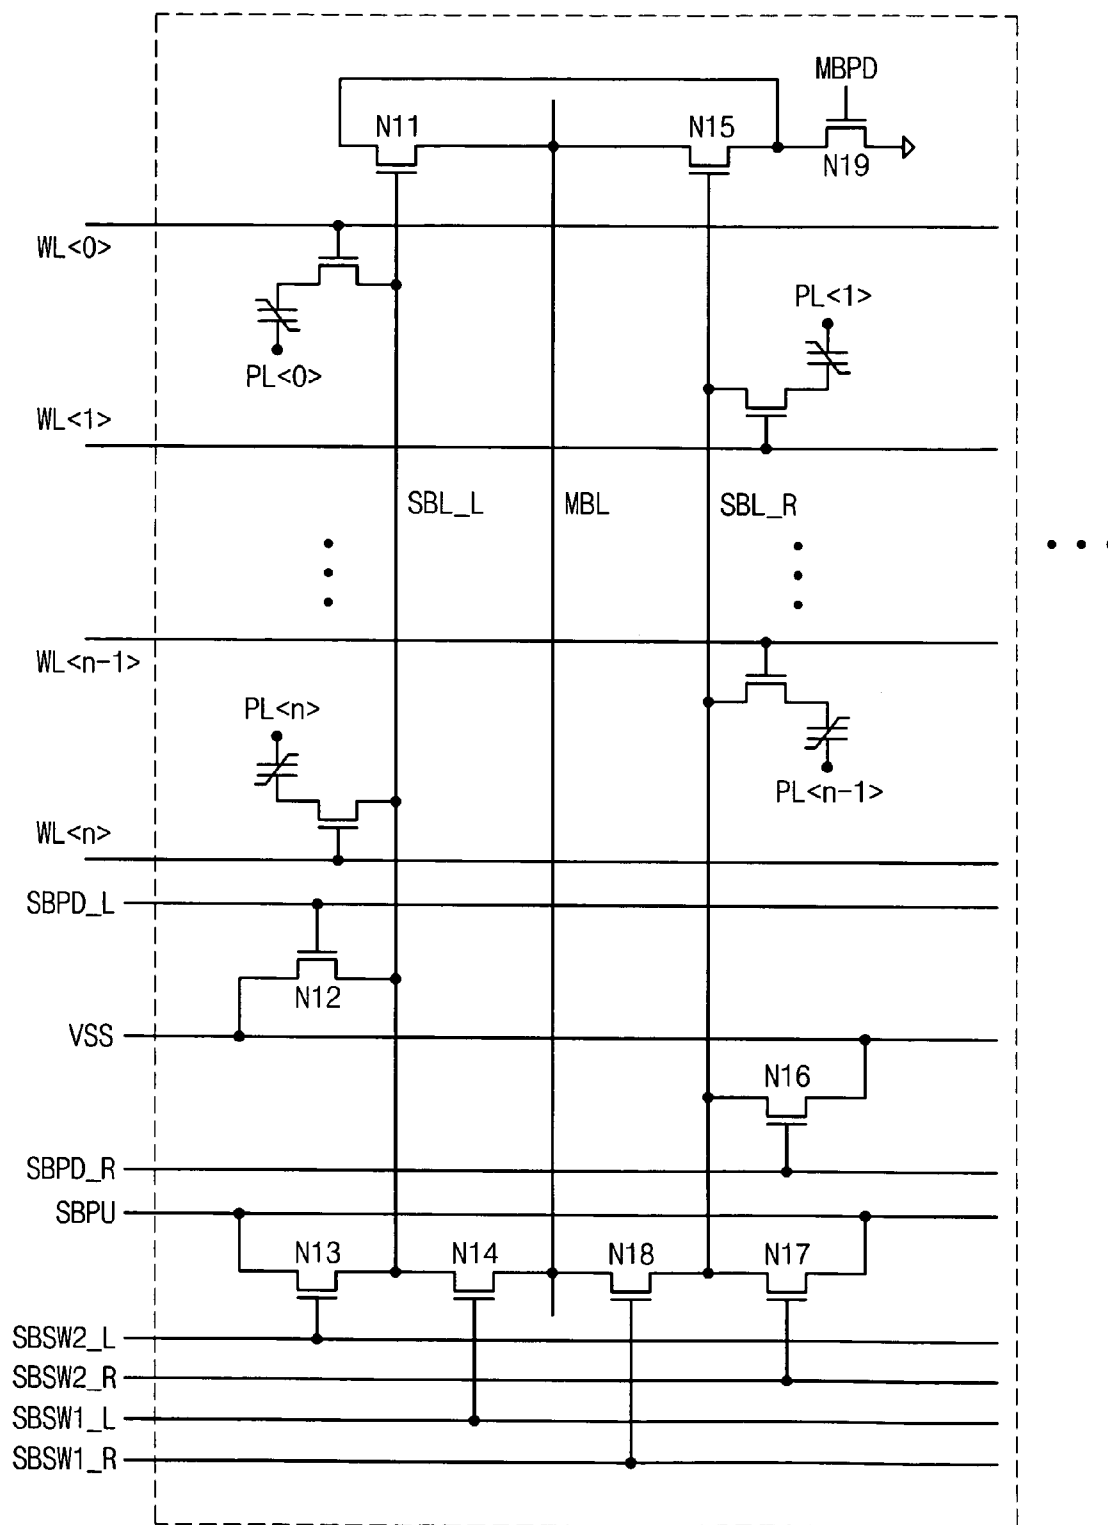 MBPD
N11
N15
N19
WL<0>
PL<1>
PL<0>
WL<1>
SBL_L
MBL
SBL_R
WL<n-1>
PL<n>
PL<n-1>
WL<n>
SBPD_L
N12
VSS
N16
SBPD_R
SBPU
N13
N14
N18
N17
SBSW2_L
SBSW2_R
SBSW1_L
SBSW1_R